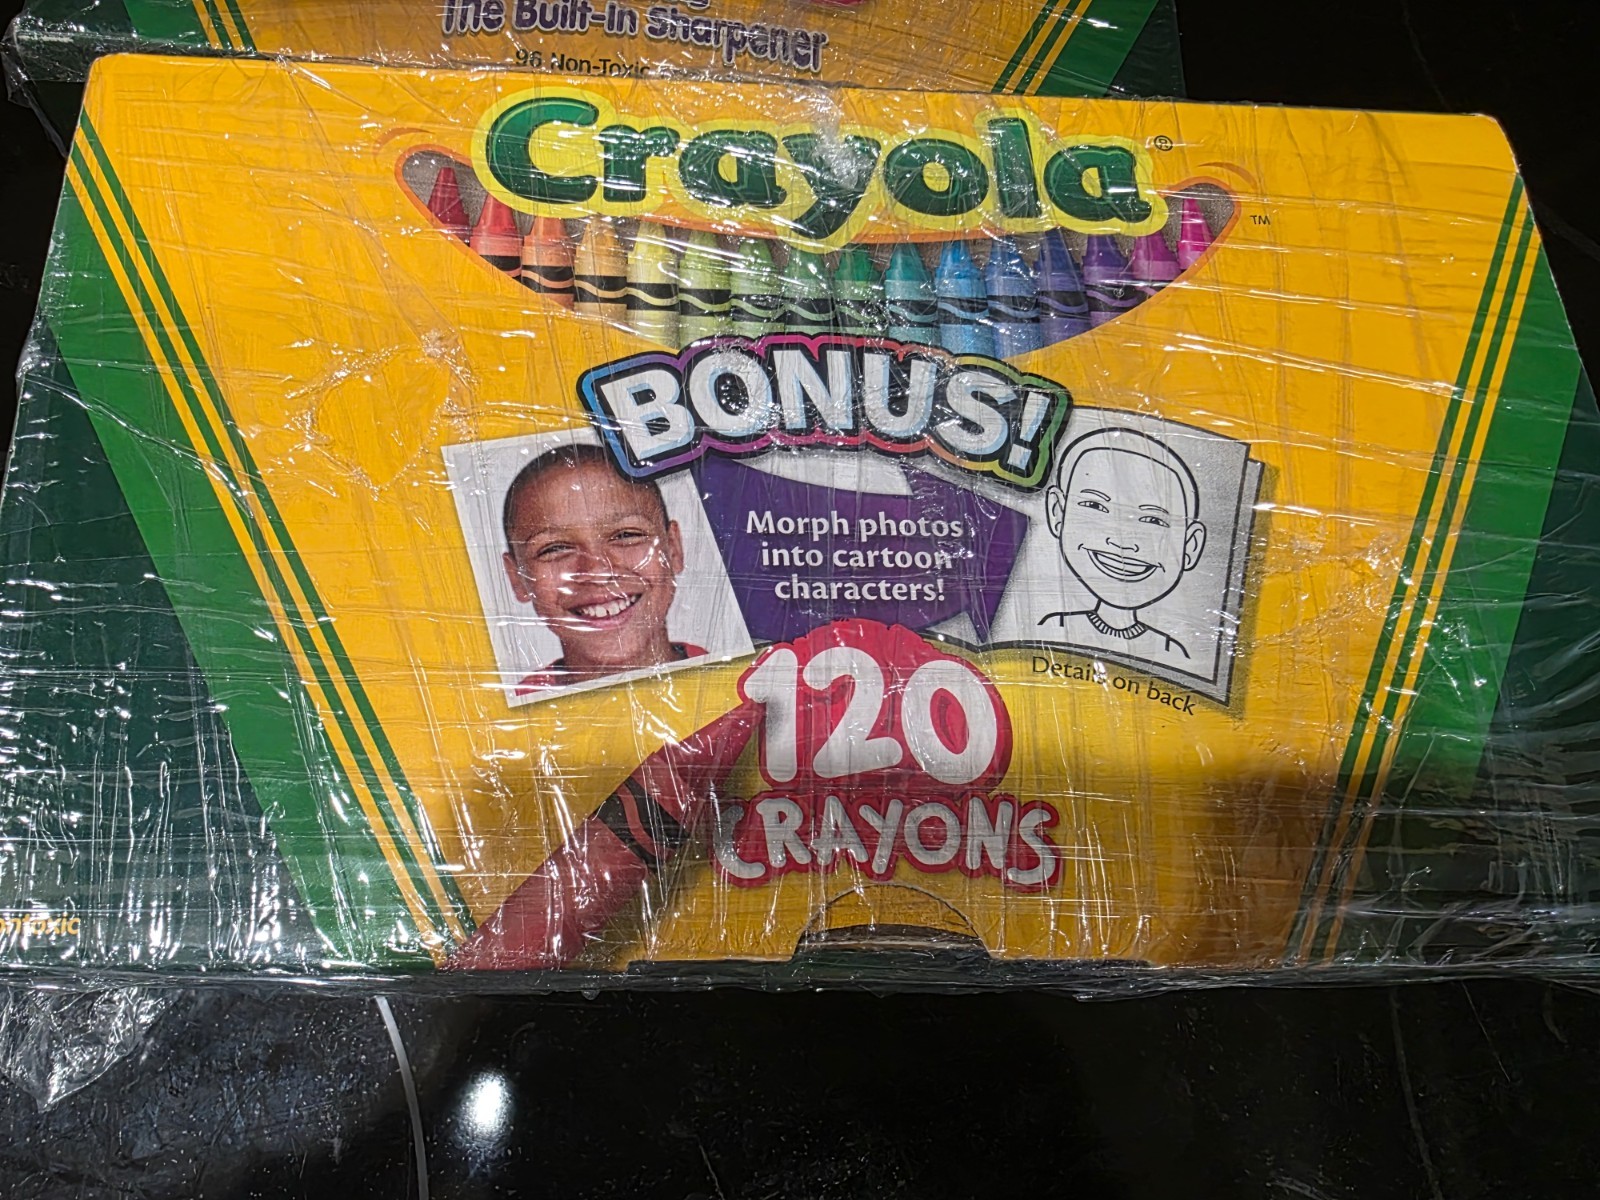 The Built-In Sharpener
96 Non-Toxic
Crayola®
™
BONUS!
Morph photos
into cartoon
characters!
Details on back
120
CRAYONS